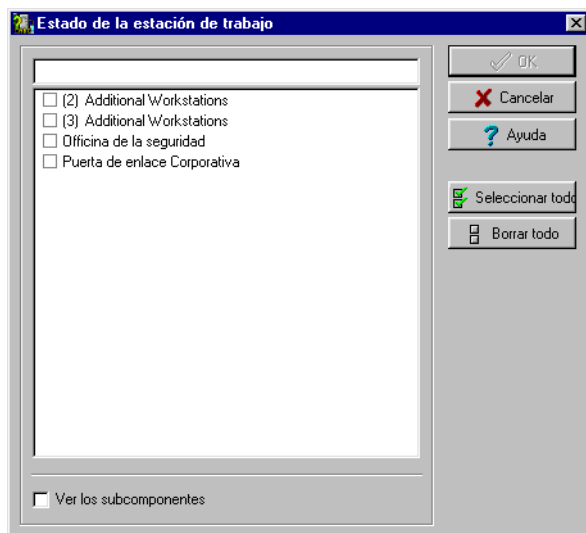 Estado de la estación de trabajo
OK
(2) Additional Workstations
(3) Additional Workstations
Officina de la seguridad
Puerta de enlace Corporativa
Cancelar
Ayuda
Seleccionar todo
Borrar todo
Ver los subcomponentes